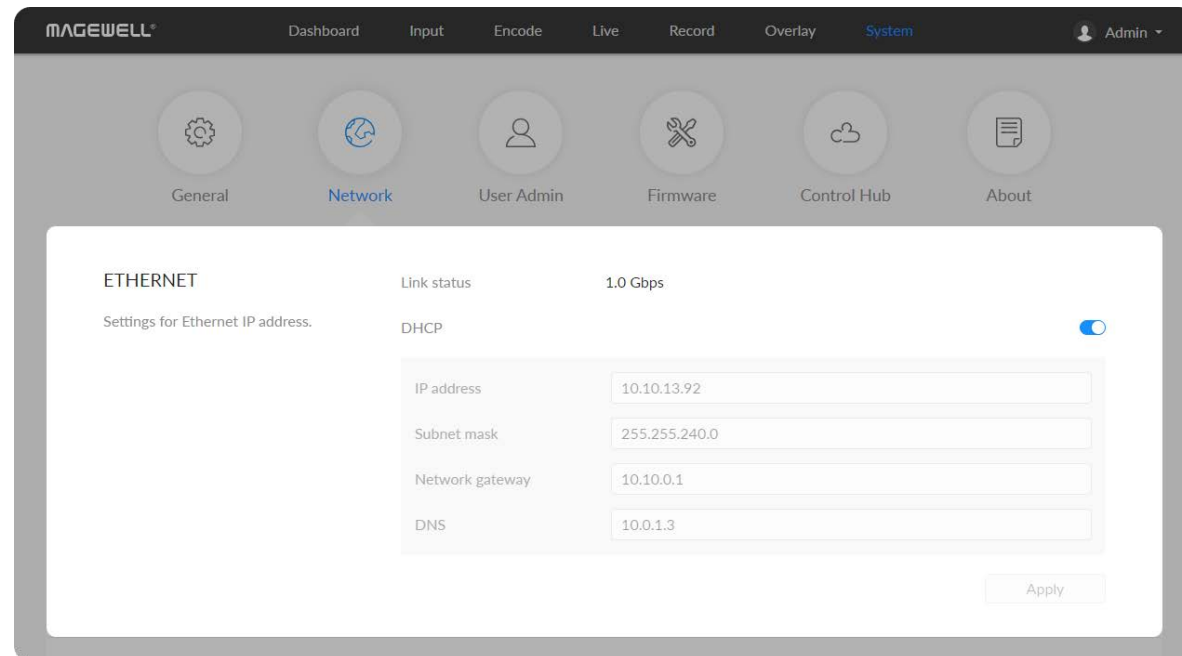 MAGEWELL®
Dashboard Input Encode Live Record Overlay System Admin
General Network User Admin Firmware Control Hub About
ETHERNET
Settings for Ethernet IP address.
Link status 1.0 Gbps
DHCP
IP address 10.10.13.92
Subnet mask 255.255.240.0
Network gateway 10.10.0.1
DNS 10.0.1.3
Apply